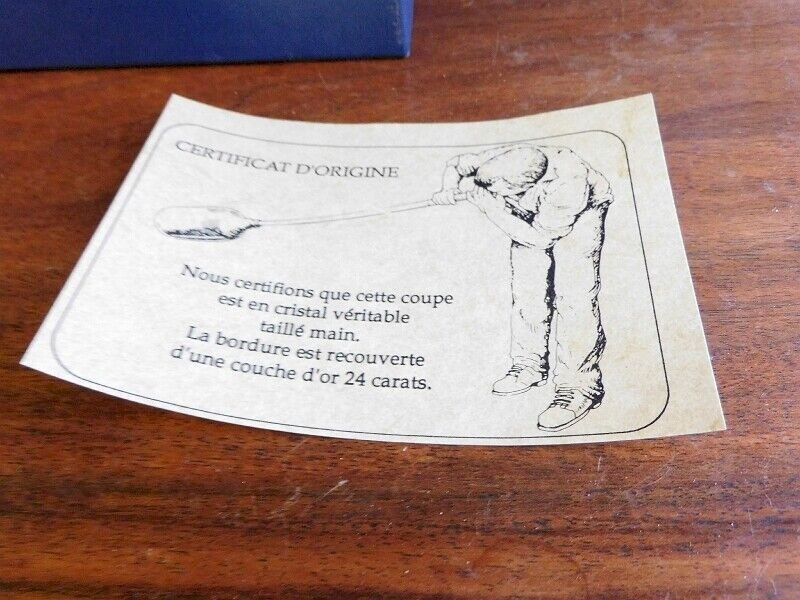 CERTIFICAT D'ORIGINE
Nous certifions que cette coupe
est en cristal véritable
taillé main.
La bordure est recouverte
d'une couche d'or 24 carats.